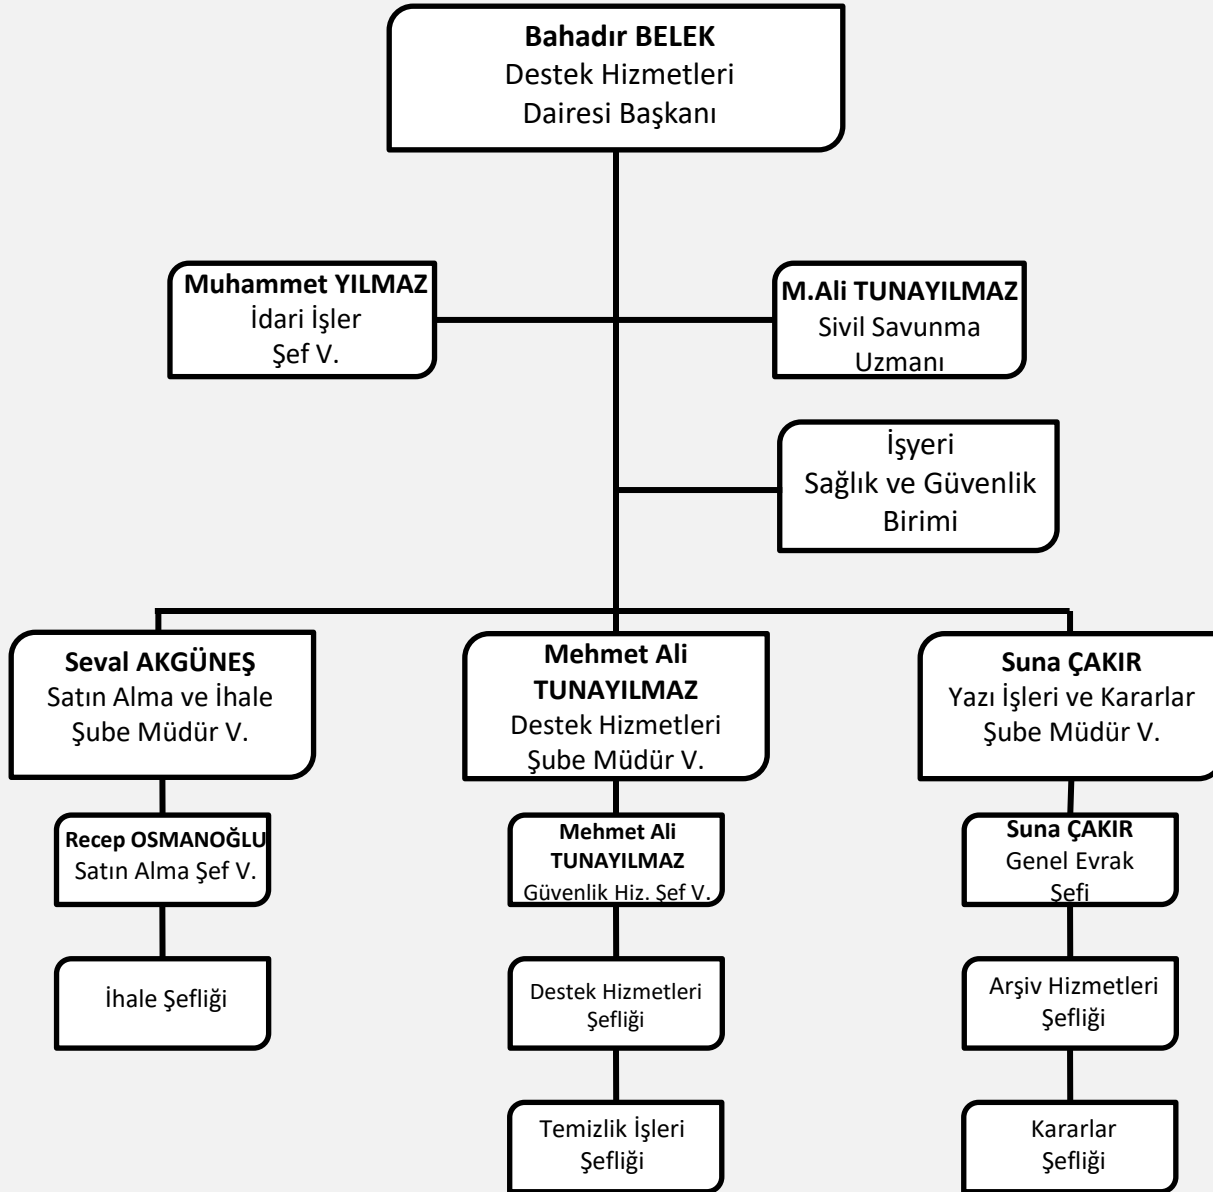 Bahadır BELEK
Destek Hizmetleri
Dairesi Başkanı
Muhammet YILMAZ
İdari İşler
Şef V.
M.Ali TUNAYILMAZ
Sivil Savunma
Uzmanı
İşyeri
Sağlık ve Güvenlik
Birimi
Seval AKGÜNEŞ
Satın Alma ve İhale
Şube Müdür V.
Mehmet Ali
TUNAYILMAZ
Destek Hizmetleri
Şube Müdür V.
Suna ÇAKIR
Yazı İşleri ve Kararlar
Şube Müdür V.
Recep OSMANOĞLU
Satın Alma Şef V.
Mehmet Ali
TUNAYILMAZ
Güvenlik Hiz. Şef V.
Suna ÇAKIR
Genel Evrak
Şefi
İhale Şefliği
Destek Hizmetleri
Şefliği
Arşiv Hizmetleri
Şefliği
Temizlik İşleri
Şefliği
Kararlar
Şefliği